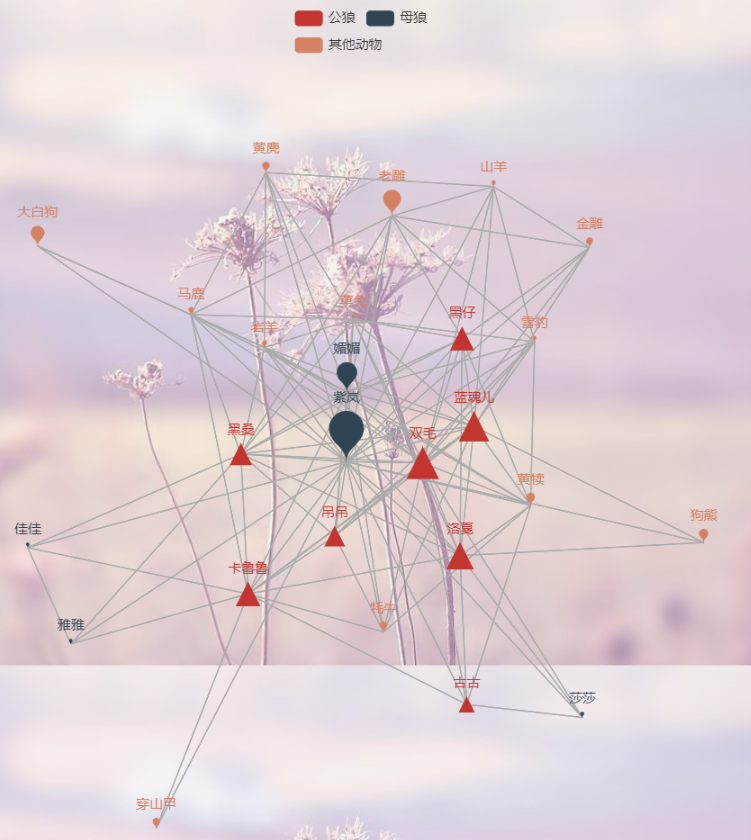 公狼 母狼
其他动物
黄麂
山羊
老雕
大白狗
金雕
马鹿
黑仔
雪豹
岩羊
媚媚
紫岚
蓝魂儿
黑桑
双毛
黄犊
吊吊
狗熊
佳佳
洛戛
卡鲁鲁
牦牛
雅雅
古古
莎莎
穿山甲